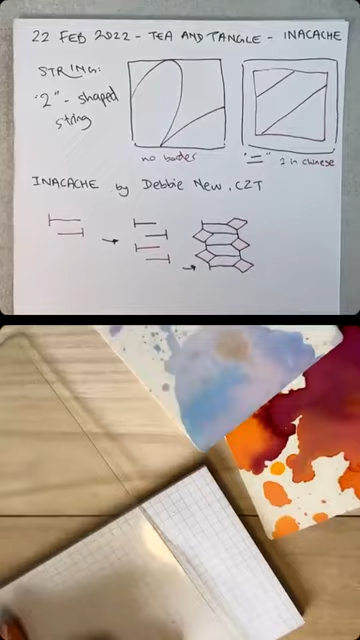 22 FEB 2022 - TEA AND TANGLE - INACACHE
STRING:
"2" - shaped
string
no border
"二" 2 in chinese
INACACHE by Debbie New, CZT